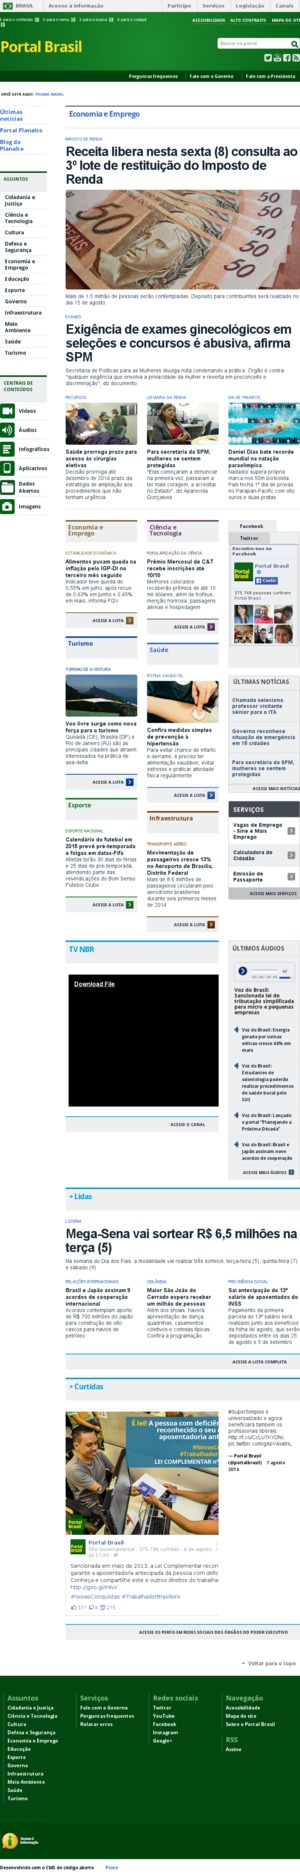 BRASIL
Acesso à informação
Participe
Serviços
Legislação
Canais
Ir para o conteúdo 1
Ir para o menu 2
Ir para a busca 3
Ir para o rodapé 4
ACESSIBILIDADE
ALTO CONTRASTE
MAPA DO SITE
Portal Brasil
Buscar no portal
Perguntas frequentes
Fale com o Governo
Fale com a Presidenta
VOCÊ ESTÁ AQUI: PÁGINA INICIAL
Últimas notícias
Portal Planalto
Blog do Planalto
ASSUNTOS
Cidadania e Justiça
Ciência e Tecnologia
Cultura
Defesa e Segurança
Economia e Emprego
Educação
Esporte
Governo
Infraestrutura
Meio Ambiente
Saúde
Turismo
CENTRAIS DE CONTEÚDOS
Vídeos
Áudios
Infográficos
Aplicativos
Dados Abertos
Imagens
Economia e Emprego
IMPOSTO DE RENDA
Receita libera nesta sexta (8) consulta ao
3º lote de restituição do Imposto de
Renda
Mais de 1,5 milhão de pessoas serão contempladas. Depósito para contribuintes será realizado no
dia 15 de agosto
EXAMES
Exigência de exames ginecológicos em
seleções e concursos é abusiva, afirma
SPM
Secretaria de Políticas para as Mulheres divulga nota condenando a prática. Órgão é contra
"qualquer exigência que envolva a privacidade da mulher e reverta em preconceito e
discriminação", diz documento
RECURSOS
Saúde prorroga prazo para
acesso às cirurgias
eletivas
Decisão prorroga até
dezembro de 2014 prazo da
estratégia de ampliação aos
procedimentos que não
tenham urgência
LEI MARIA DA PENHA
Para secretária da SPM,
mulheres se sentem
protegidas
"Elas começaram a denunciar
na primeira vez, passaram a
ter mais coragem, a acreditar
no Estado", diz Aparecida
Gonçalves
DIA DE TRIUNFOS
Daniel Dias bate recorde
mundial na natação
paraolímpica
Nadador supera própria
marca nos 50m borboleta.
País fecha 1º dia de provas
no Parapan-Pacific com oito
ouros e duas pratas
Economia e
Emprego
ESTABILIDADE ECONÔMICA
Alimentos puxam queda na
inflação pelo IGP-DI no
terceiro mês seguido
Indicador teve queda de
0,55% em julho, após recuo
de 0,63% em junho e 0,45%
em maio, informa FGV
ACESSE A LISTA
Ciência e
Tecnologia
POPULARIZAÇÃO DA CIÊNCIA
Prêmio Mercosul de C&T
recebe inscrições até
10/10
Melhores colocados
receberão prêmios de 10 mil
dólares, além de troféus,
menção honrosa, passagens
aéreas e hospedagem
ACESSE A LISTA
Facebook
Twitter
Encontre-nos no Facebook
Portal Brasil
Curtir
375.748 pessoas curtiram
Portal Brasil.
Turismo
TURISMO DE AVENTURA
Voo livre surge como nova
força para o turismo
Quixadá (CE), Brasília (DF) e
Rio de Janeiro (RJ) são as
principais cidades que atraem
interessados na prática de
asa-delta
ACESSE A LISTA
Saúde
ROTINA SAUDÁVEL
Confira medidas simples
de prevenção à
hipertensão
Para evitar chance de infarto
e derrame, é preciso ter
alimentação saudável, evitar
estresse e praticar atividade
física regularmente
ACESSE A LISTA
ÚLTIMAS NOTÍCIAS
Chamada seleciona
professor visitante
sênior para o ITA
Governo reconhece
situação de emergência
em 15 cidades
Para secretária da SPM,
mulheres se sentem
protegidas
ACESSE MAIS NOTÍCIAS
Esporte
ESPORTE NACIONAL
Calendário do futebol em
2015 prevê pré-temporada
e folgas em datas-Fifa
Atletas terão 30 dias de férias
e 25 dias de pré-temporada,
atendendo parte das
reivindicações do Bom Senso
Futebol Clube
ACESSE A LISTA
Infraestrutura
TRANSPORTE AÉREO
Movimentação de
passageiros cresce 13%
no Aeroporto de Brasília,
Distrito Federal
Mais de 8,6 milhões de
passageiros circularam pelo
aeródromo brasiliense
durante seis primeiros meses
de 2014
ACESSE A LISTA
SERVIÇOS
Vagas de Emprego
- Sine e Mais
Emprego
Calculadora do
Cidadão
Emissão de
Passaporte
ACESSE MAIS SERVIÇOS
TV NBR
Download File
ACESSE O CANAL
ÚLTIMOS ÁUDIOS
Voz do Brasil:
Sancionada lei de
tributação simplificada
para micro e pequenas
empresas
Voz do Brasil: Energia
gerada por usinas
eólicas cresce 44% em
maio
Voz do Brasil:
Estudantes de
odontologia poderão
realizar procedimentos
de saúde bucal pelo
SUS
Voz do Brasil: Lançado
o portal "Planejando a
Próxima Década"
Voz do Brasil: Brasil e
Japão assinam nove
acordos de cooperação
ACESSE MAIS ÁUDIOS
+ Lidas
LOTERIA
Mega-Sena vai sortear R$ 6,5 milhões na
terça (5)
Na semana do Dia dos Pais, a modalidade vai realizar três sorteios: terça-feira (5), quinta-feira (7)
e sábado (9)
RELAÇÕES INTERNACIONAIS
Brasil e Japão assinam 9
acordos de cooperação
internacional
Acordos contemplam aporte
de R$ 700 milhões do Japão
para construção de oito
cascos para navios de
petróleo
CEILÂNDIA
Maior São João do
Cerrado espera receber
um milhão de pessoas
Além dos shows, haverá
apresentação de dança,
quadrilhas, casamentos
coletivos e comidas típicas.
Confira a programação
PREVIDÊNCIA SOCIAL
Sai antecipação do 13º
salário de aposentados do
INSS
Pagamento da primeira
parcela do 13º salário será
realizado junto aos benefícios
da folha de agosto, que serão
depositados entre os dias 25
de agosto e 5 de setembro
ACESSE A LISTA COMPLETA
+ Curtidas
É lei! A pessoa com deficiên
reconhecido o seu d
aposentadoria ant
#NovasCo
#Trabalhador
LEI COMPLEMENTAR nº
Portal Brasil
Portal Brasil
Site Governamental · 375.748 curtidas · 8 de agosto
às 17:00
Sancionada em maio de 2013, a Lei Complementar recon
garante a aposentadoria antecipada da pessoa com defici
Conheça e compartilhe este e outros direitos do trabalha
#NovasConquistas #TrabalhadorBrasileiro
377 8 275
#SuperSimples é
universalizado e agora
beneficiará também os
profissionais liberais:
— Portal Brasil
(@portalbrasil) 7 agosto
2014
ACESSE OS PERFIS EM REDES SOCIAIS DOS ÓRGÃOS DO PODER EXECUTIVO
Voltar para o topo
Assuntos
Cidadania e Justiça
Ciência e Tecnologia
Cultura
Defesa e Segurança
Economia e Emprego
Educação
Esporte
Governo
Infraestrutura
Meio Ambiente
Saúde
Turismo
Serviços
Fale com o Governo
Perguntas frequentes
Relatar erros
Redes sociais
Twitter
YouTube
Facebook
Instagram
Google+
Navegação
Acessibilidade
Mapa do site
Sobre o Portal Brasil
RSS
Assine
Acesso à
Informação
Desenvolvido com o CMS de código aberto Plone